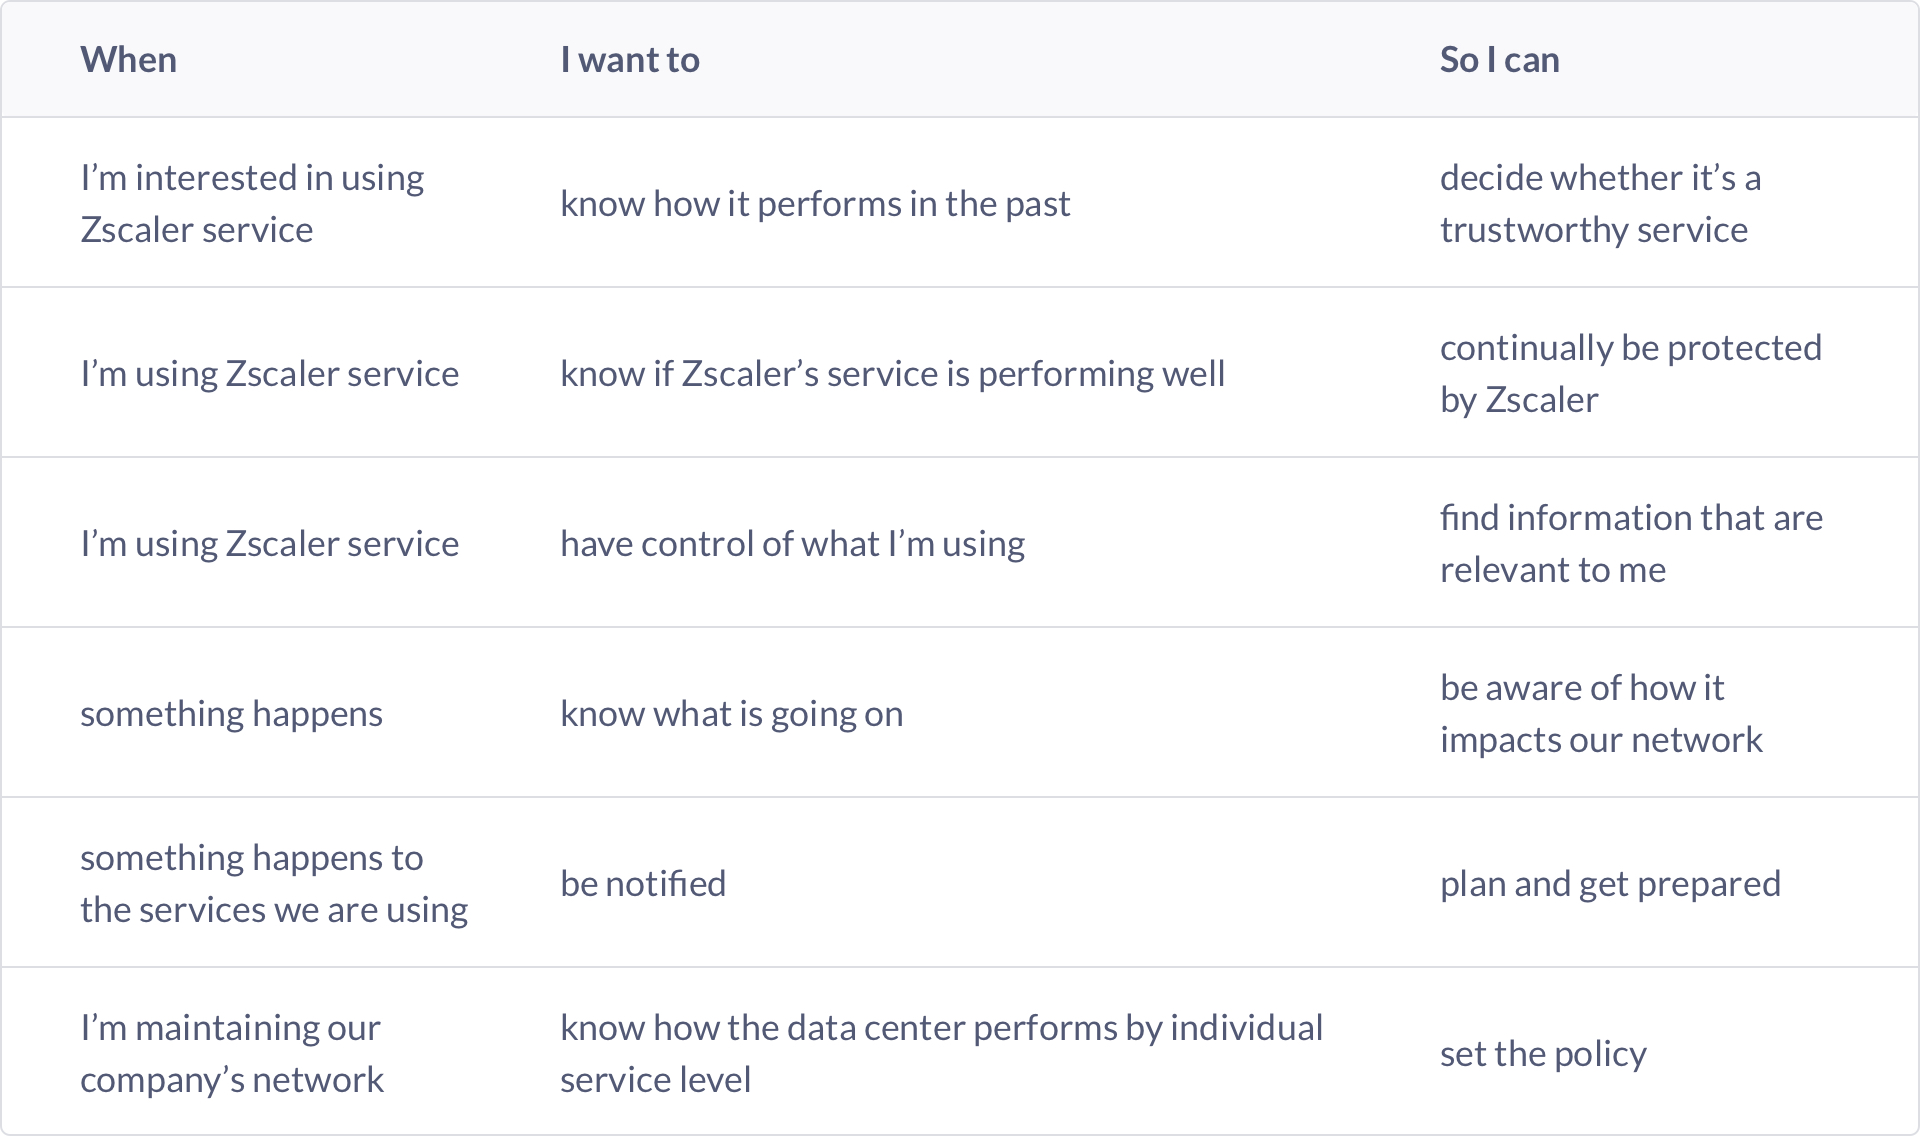 When
I want to
So I can
I’m interested in using
Zscaler service
know how it performs in the past
decide whether it’s a
trustworthy service
I’m using Zscaler service
know if Zscaler’s service is performing well
continually be protected
by Zscaler
I’m using Zscaler service
have control of what I’m using
find information that are
relevant to me
something happens
know what is going on
be aware of how it
impacts our network
something happens to
the services we are using
be notified
plan and get prepared
I’m maintaining our
company’s network
know how the data center performs by individual
service level
set the policy